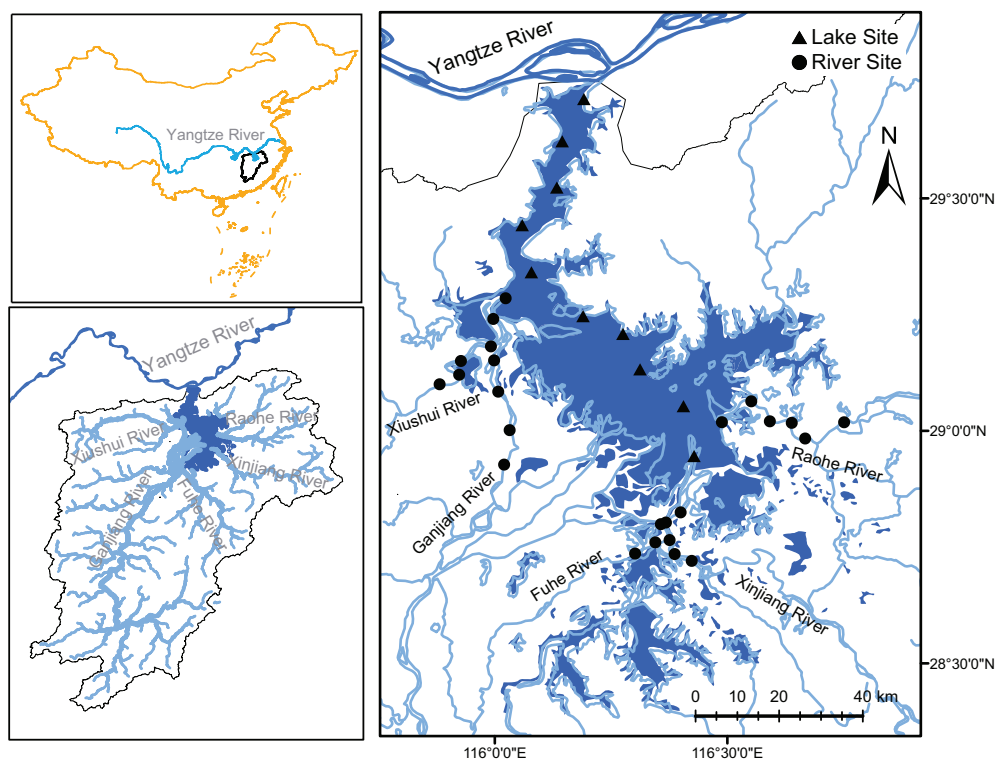 Yangtze River
Yangtze River
Raohe River
Xiushui River
Xinjiang River
Ganjiang River
Fuhe River
Yangtze River
Lake Site
River Site
N
29°30'0"N
Xiushui River
29°0'0"N
Raohe River
Ganjiang River
Fuhe River
Xinjiang River
28°30'0"N
0 10 20 40 km
116°0'0"E
116°30'0"E